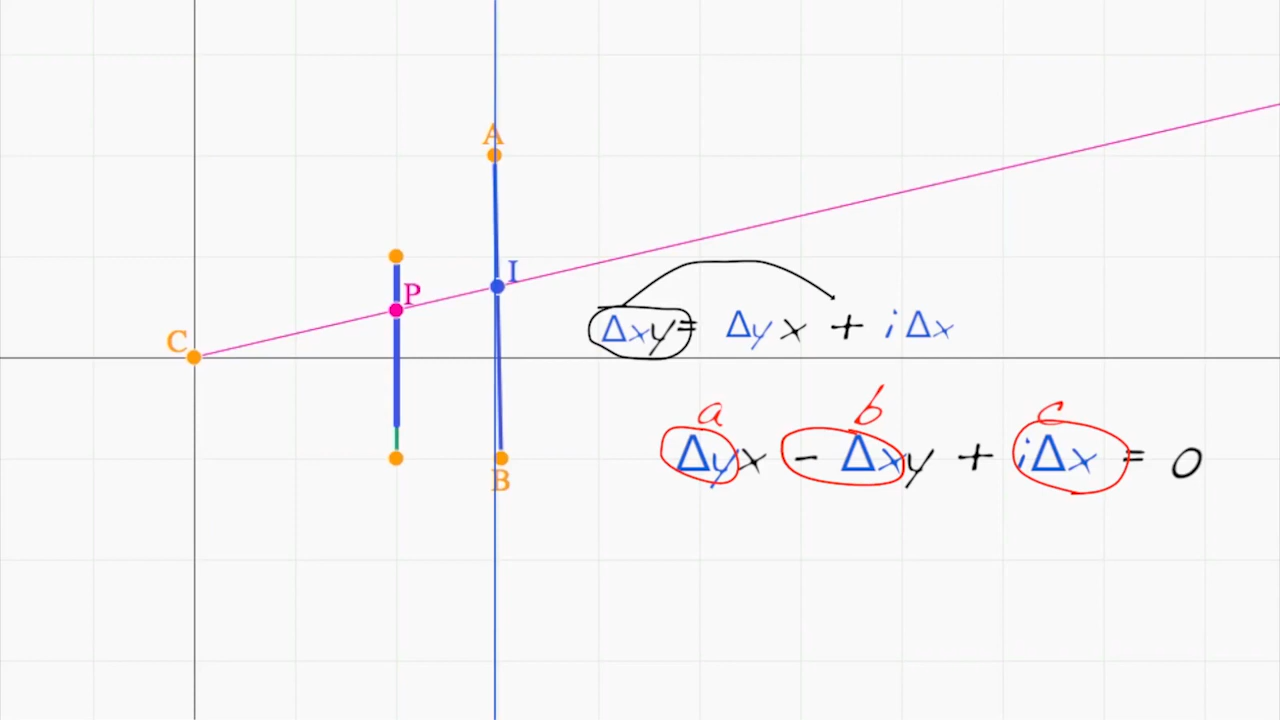 A
I
P
C
Δxy = Δyx + iΔx
a b c
Δyx - Δxy + iΔx = 0
B